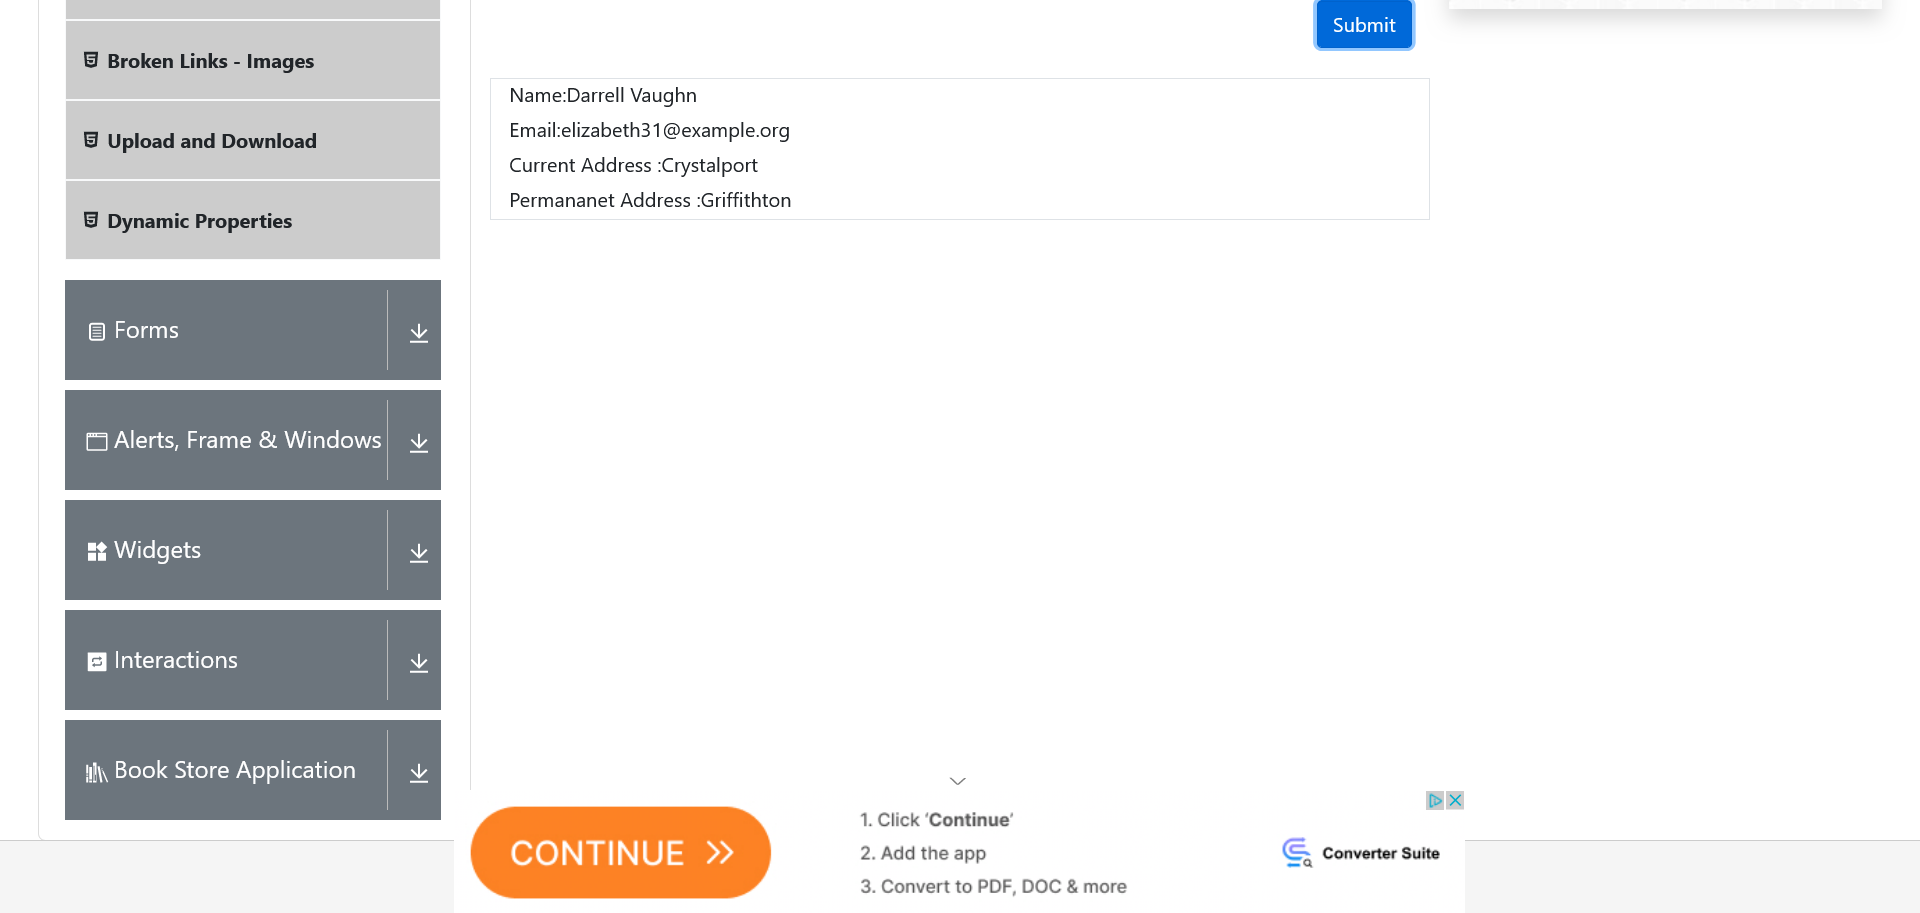 Broken Links - Images
Upload and Download
Dynamic Properties
Forms
Alerts, Frame & Windows
Widgets
Interactions
Book Store Application
Submit
Name:Darrell Vaughn
Email:elizabeth31@example.org
Current Address :Crystalport
Permananet Address :Griffithton
CONTINUE
1. Click ‘Continue’
2. Add the app
3. Convert to PDF, DOC & more
Converter Suite